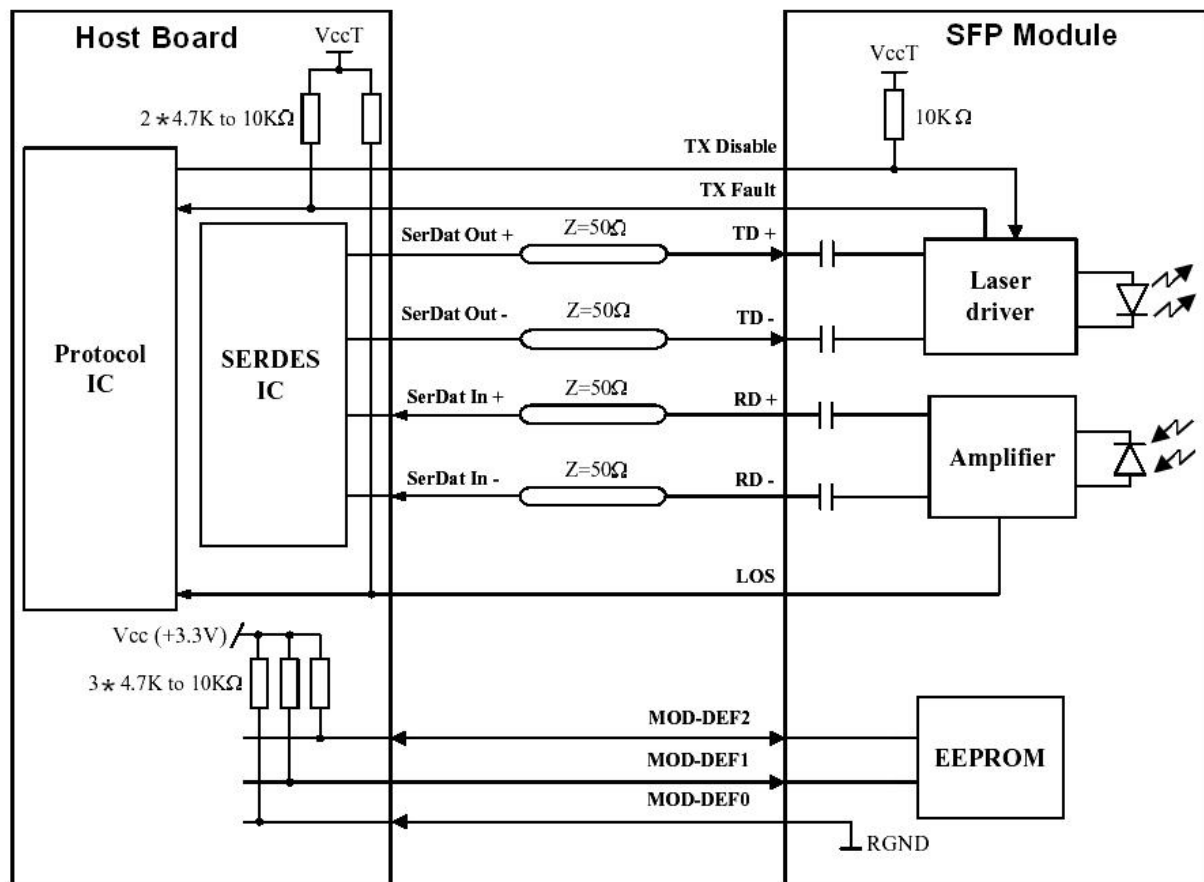 Host Board
SFP Module
VccT
VccT
2*4.7K to 10KΩ
10KΩ
TX Disable
TX Fault
SerDat Out +
Z=50Ω
TD +
SerDat Out -
Z=50Ω
TD -
Laser
driver
Protocol
IC
SERDES
IC
SerDat In +
Z=50Ω
RD +
SerDat In -
Z=50Ω
RD -
Amplifier
LOS
Vcc (+3.3V)
3*4.7K to 10KΩ
MOD-DEF2
MOD-DEF1
MOD-DEF0
EEPROM
RGND